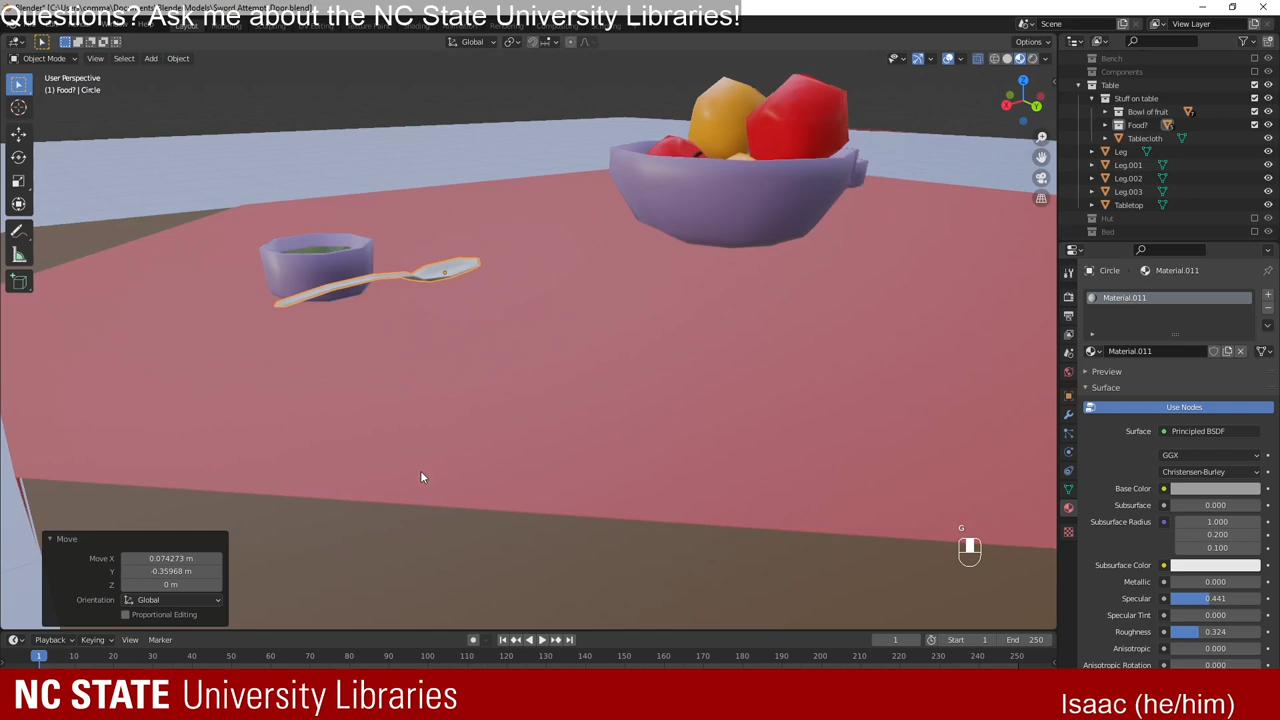 Questions? Ask me about the NC State University Libraries!
Global
Options
Scene
View Layer
Object Mode
View
Select
Add
Object
User Perspective
(1) Food? | Circle
Bench
Components
Table
Stuff on table
Bowl of fruit
Food?
Tablecloth
Leg
Leg.001
Leg.002
Leg.003
Tabletop
Hut
Bed
Circle
Material.011
Material.011
Material.011
Preview
Surface
Use Nodes
Surface
Principled BSDF
GGX
Christensen-Burley
Base Color
Subsurface 0.000
Subsurface Radius 1.000
0.200
0.100
Subsurface Color
Metallic 0.000
Specular 0.441
Specular Tint 0.000
Roughness 0.324
Anisotropic 0.000
Anisotropic Rotation 0.000
G
Move
Move X 0.074273 m
Y -0.35968 m
Z 0 m
Orientation Global
Proportional Editing
Playback
Keying
View
Marker
1
Start 1
End 250
1 10 20 30 40 50 60 70 80 90 100 110 120 130 140 150 160 170 180 190 200 210 220 230 240 250
NC STATE University Libraries
Isaac (he/him)